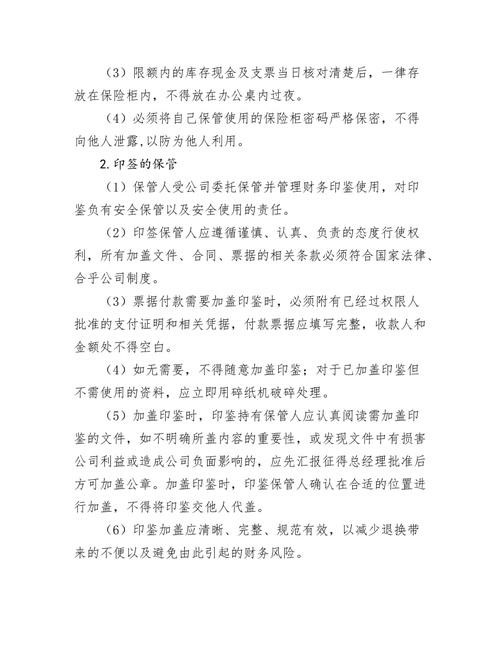 （3）限额内的库存现金及支票当日核对清楚后，一律存
放在保险柜内，不得放在办公桌内过夜。
（4）必须将自己保管使用的保险柜密码严格保密，不得
向他人泄露,以防为他人利用。
2.印签的保管
（1）保管人受公司委托保管并管理财务印鉴使用，对印
鉴负有安全保管以及安全使用的责任。
（2）印签保管人应遵循谨慎、认真、负责的态度行使权
利，所有加盖文件、合同、票据的相关条款必须符合国家法律、
合乎公司制度。
（3）票据付款需要加盖印鉴时，必须附有已经过权限人
批准的支付证明和相关凭据，付款票据应填写完整，收款人和
金额处不得空白。
（4）如无需要，不得随意加盖印鉴；对于已加盖印鉴但
不需使用的资料，应立即用碎纸机破碎处理。
（5）加盖印鉴时，印鉴持有保管人应认真阅读需加盖印
鉴的文件，如不明确所盖内容的重要性，或发现文件中有损害
公司利益或造成公司负面影响的，应先汇报征得总经理批准后
方可加盖公章。加盖印鉴时，印鉴保管人确认在合适的位置进
行加盖，不得将印鉴交他人代盖。
（6）印鉴加盖应清晰、完整、规范有效，以减少退换带
来的不便以及避免由此引起的财务风险。